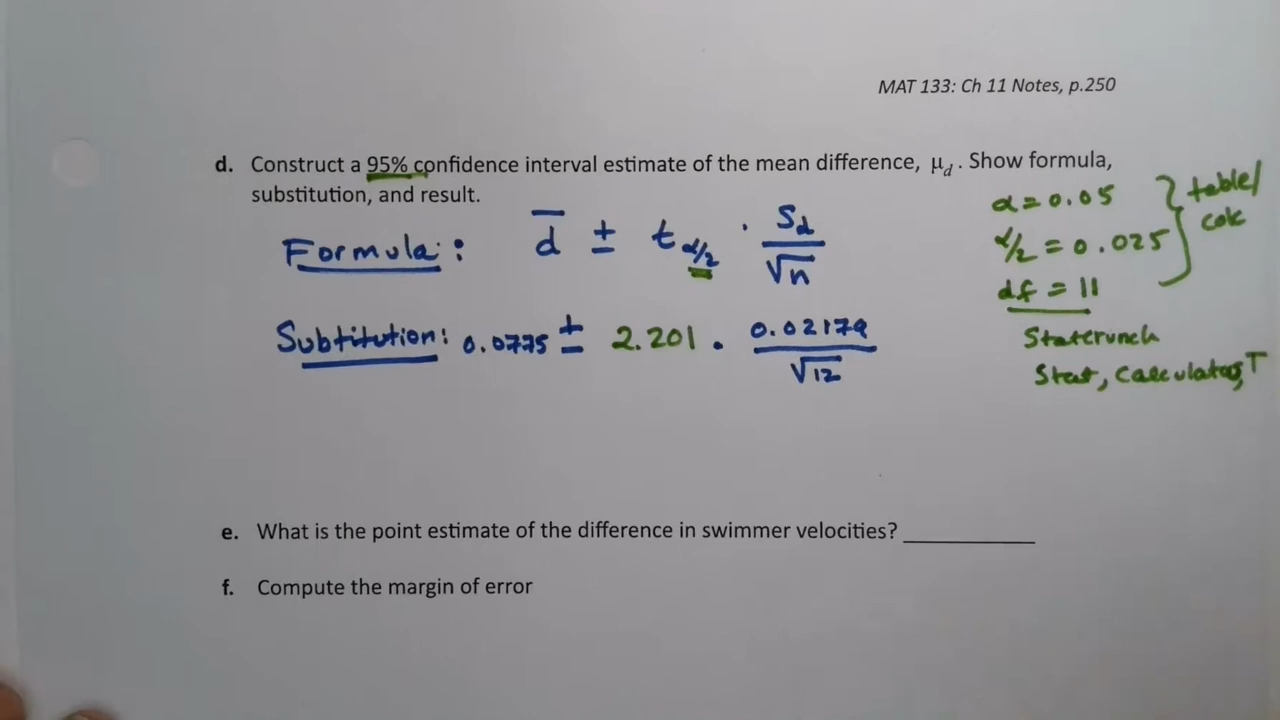 MAT 133: Ch 11 Notes, p.250
d. Construct a 95% confidence interval estimate of the mean difference, μd. Show formula,
substitution, and result.
Formula: d̄ ± t α/2 · Sd/√n
α = 0.05
α/2 = 0.025
df = 11
table/
calc
Subtitution: 0.0775 ± 2.201 · 0.02179/√12
Statcrunch
Stat, Calculators, T
e. What is the point estimate of the difference in swimmer velocities? __________
f. Compute the margin of error